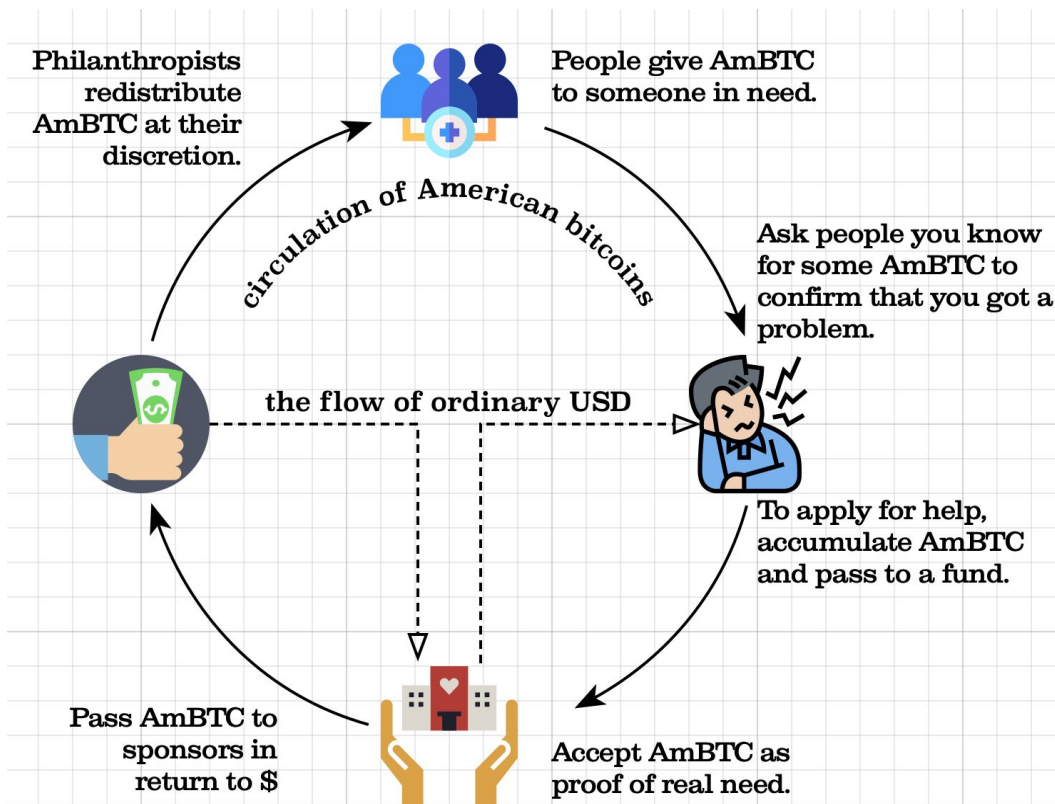 Philanthropists
redistribute
AmBTC at their
discretion.
People give AmBTC
to someone in need.
circulation of American bitcoins
Ask people you know
for some AmBTC to
confirm that you got a
problem.
the flow of ordinary USD
To apply for help,
accumulate AmBTC
and pass to a fund.
Pass AmBTC to
sponsors in
return to $
Accept AmBTC as
proof of real need.